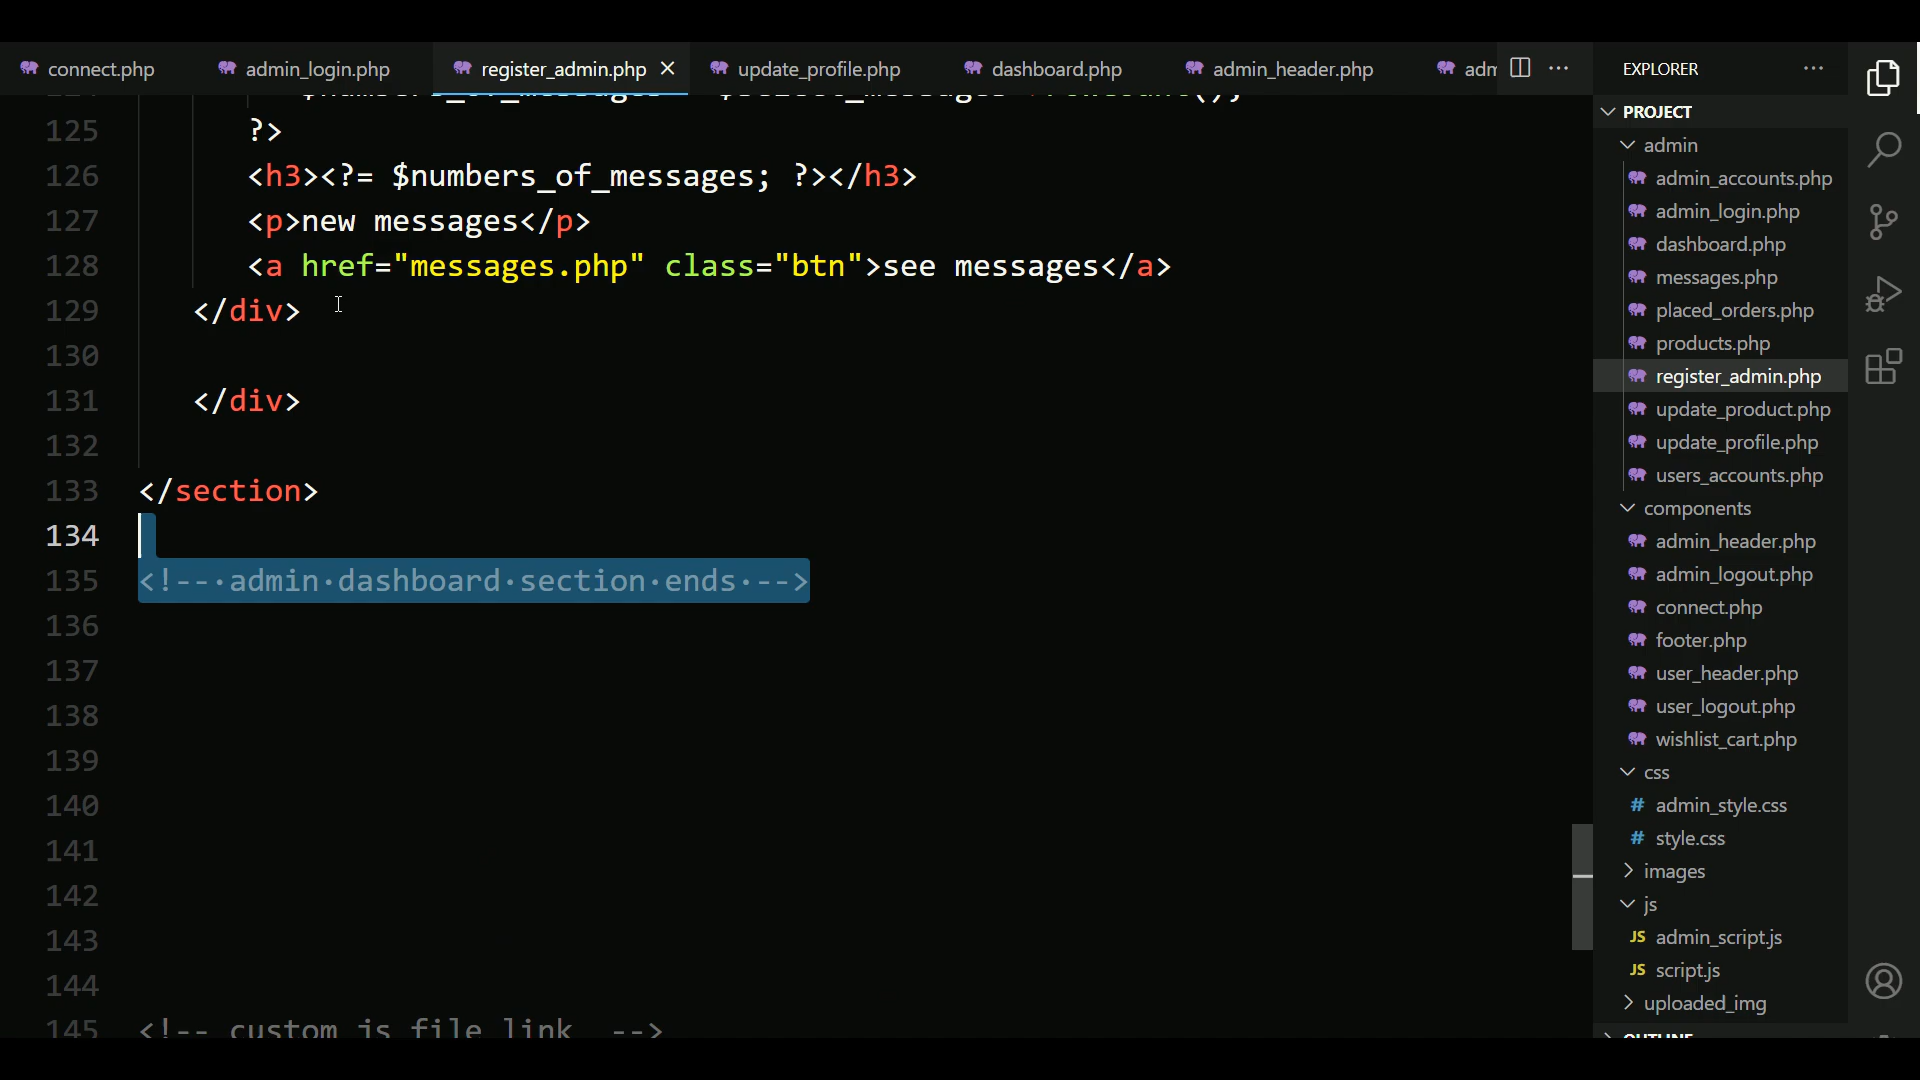 connect.php admin_login.php register_admin.php update_profile.php dashboard.php admin_header.php adm
EXPLORER
PROJECT
admin
admin_accounts.php
admin_login.php
dashboard.php
messages.php
placed_orders.php
products.php
register_admin.php
update_product.php
update_profile.php
users_accounts.php
components
admin_header.php
admin_logout.php
connect.php
footer.php
user_header.php
user_logout.php
wishlist_cart.php
css
# admin_style.css
# style.css
images
js
JS admin_script.js
JS script.js
uploaded_img
OUTLINE
125 ?>
126 <h3><?= $numbers_of_messages; ?></h3>
127 <p>new messages</p>
128 <a href="messages.php" class="btn">see messages</a>
129 </div>
130
131 </div>
132
133 </section>
134
135 <!-- admin dashboard section ends -->
136
137
138
139
140
141
142
143
144
145 <!-- custom js file link -->